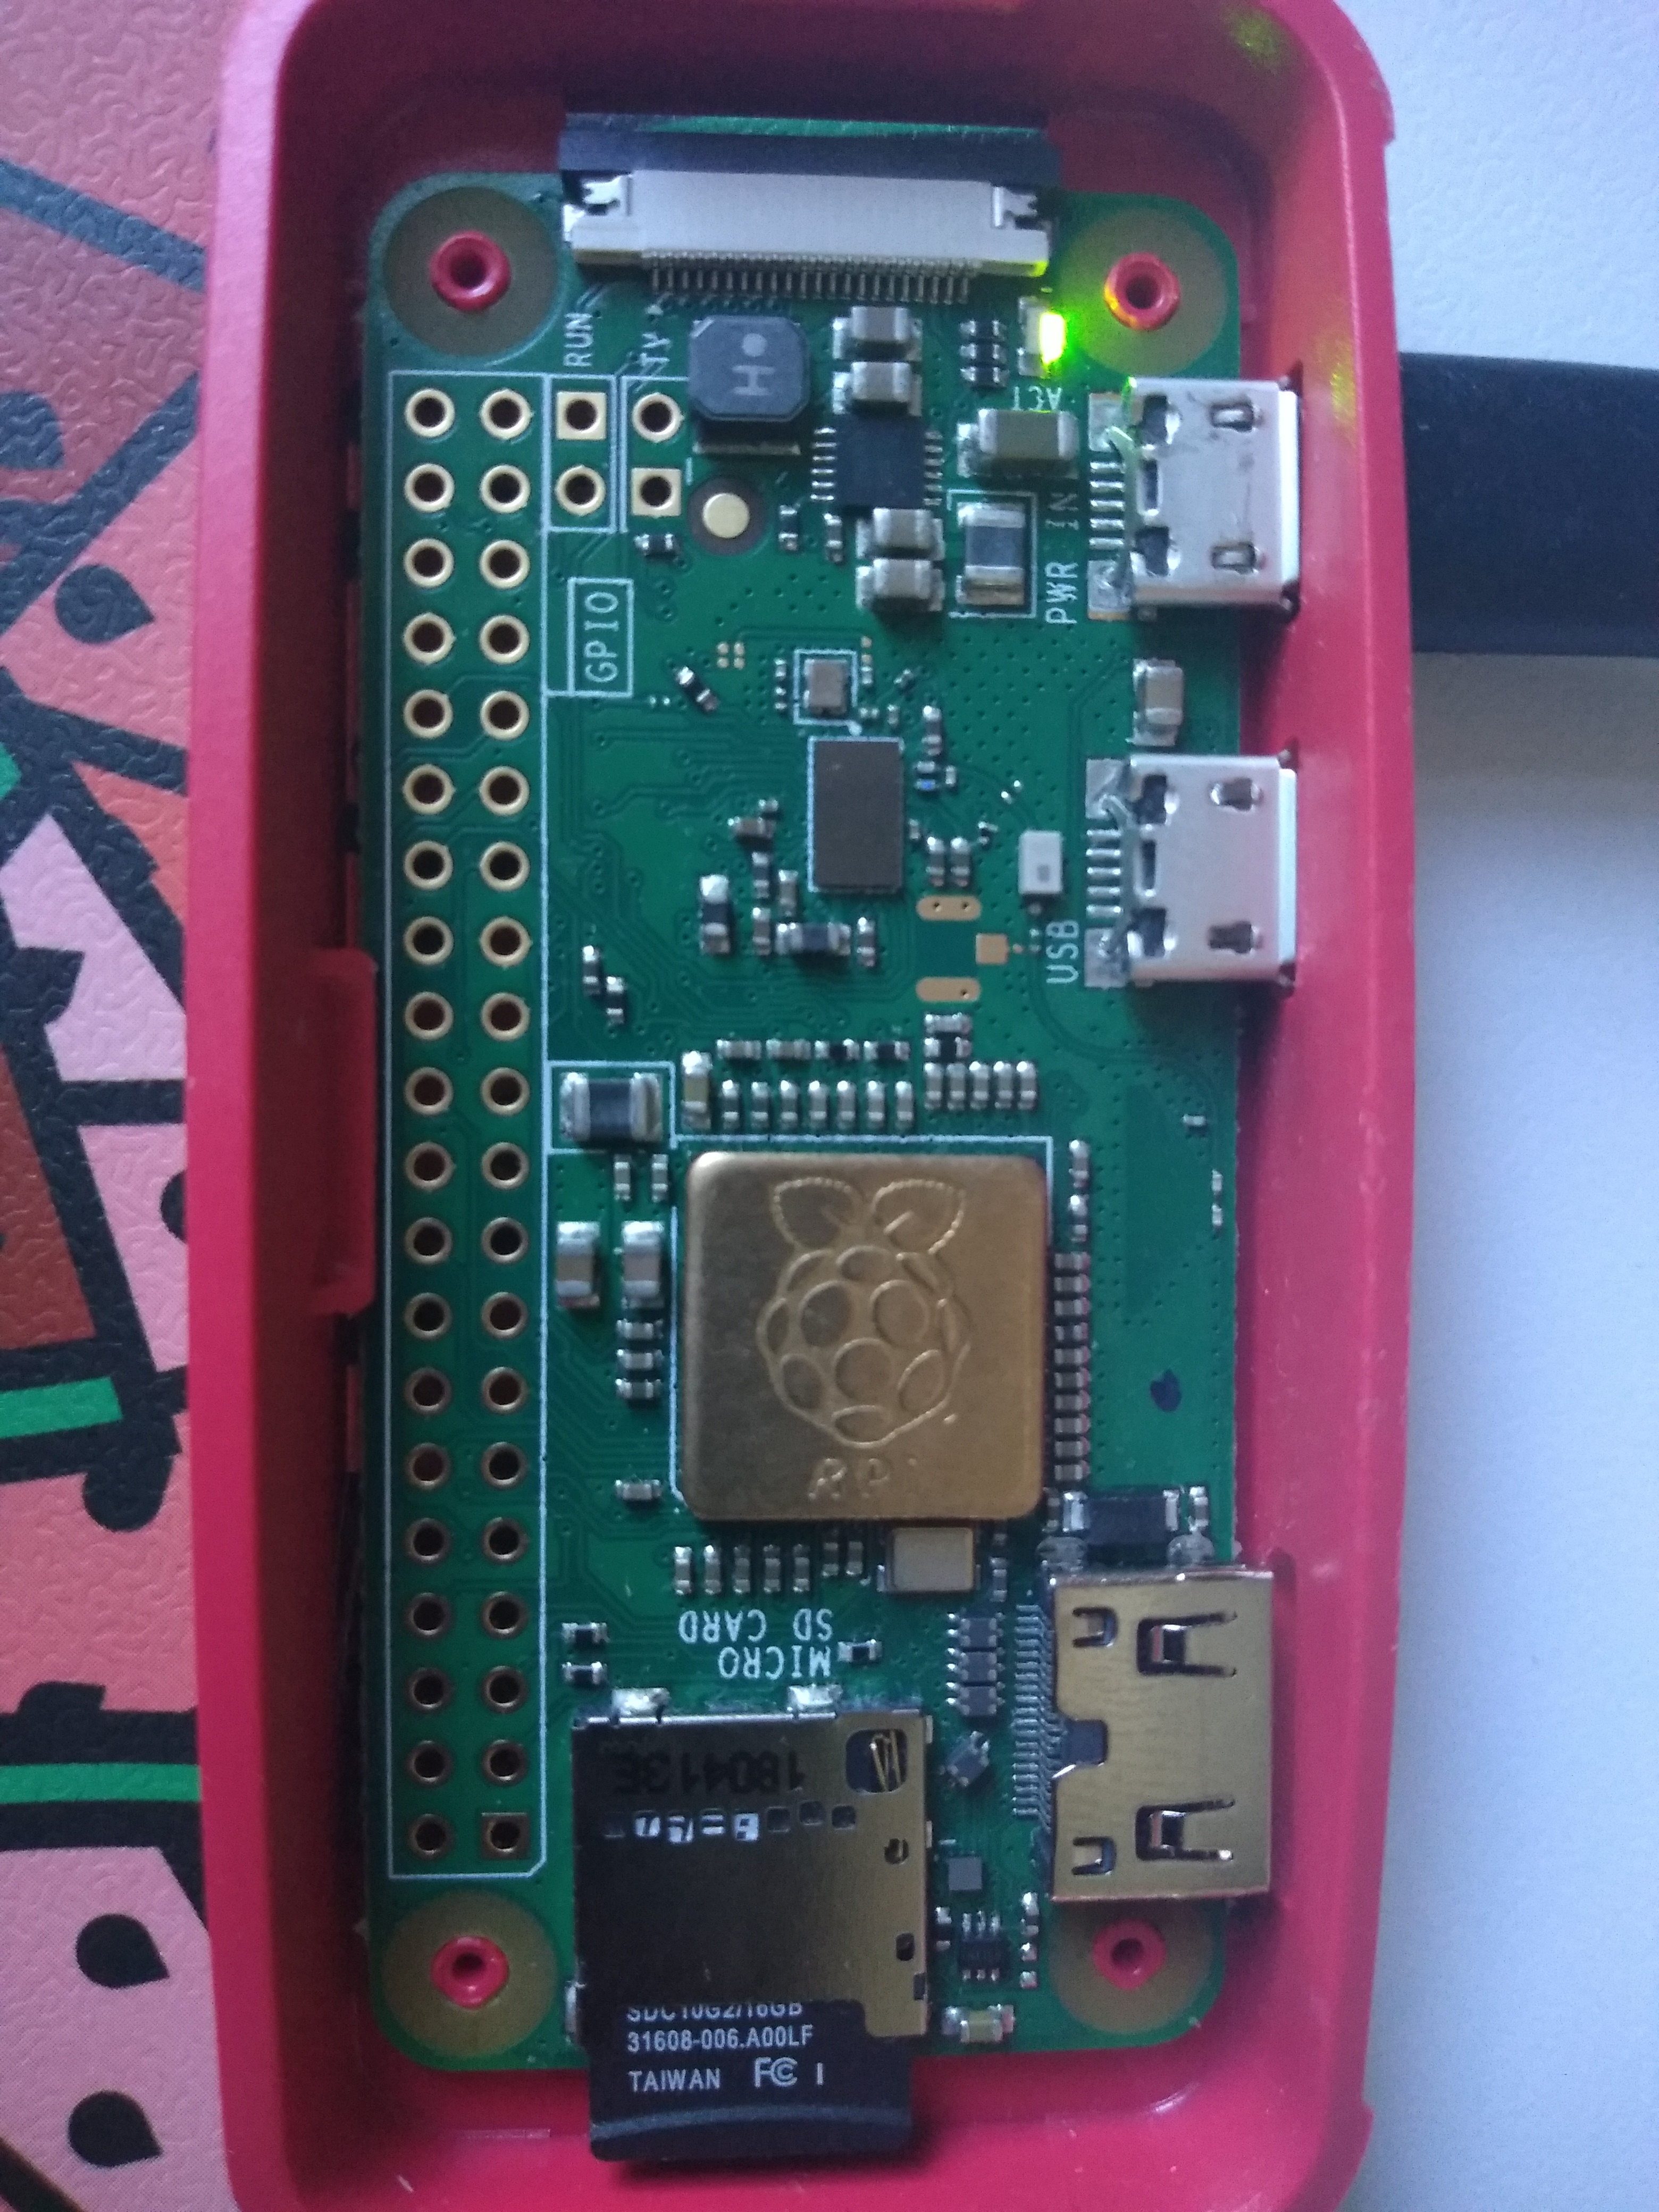 RUN
TV
H
ACT
PWR IN
GPIO
USB
RPi
MICRO
SD CARD
180413E
SDC10G2/16GB
31608-006.A00LF
TAIWAN FC I